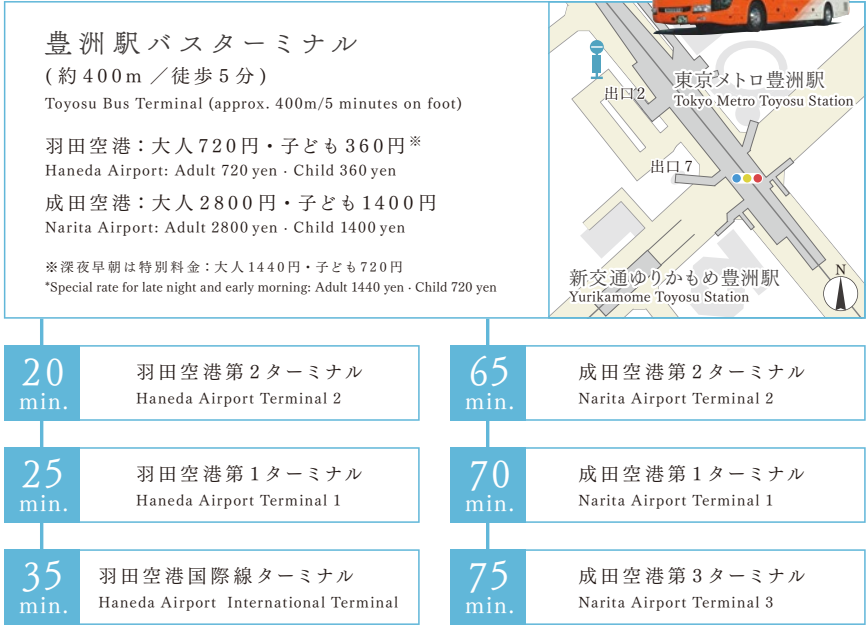 豊洲駅バスターミナル
(約400m／徒歩5分)
Toyosu Bus Terminal (approx. 400m/5 minutes on foot)
羽田空港：大人720円・子ども360円※
Haneda Airport: Adult 720 yen · Child 360 yen
成田空港：大人2800円・子ども1400円
Narita Airport: Adult 2800 yen · Child 1400 yen
※深夜早朝は特別料金：大人1440円・子ども720円
*Special rate for late night and early morning: Adult 1440 yen · Child 720 yen
出口2
東京メトロ豊洲駅
Tokyo Metro Toyosu Station
出口7
新交通ゆりかもめ豊洲駅
Yurikamome Toyosu Station
N
20
min.
羽田空港第2ターミナル
Haneda Airport Terminal 2
25
min.
羽田空港第1ターミナル
Haneda Airport Terminal 1
35
min.
羽田空港国際線ターミナル
Haneda Airport International Terminal
65
min.
成田空港第2ターミナル
Narita Airport Terminal 2
70
min.
成田空港第1ターミナル
Narita Airport Terminal 1
75
min.
成田空港第3ターミナル
Narita Airport Terminal 3